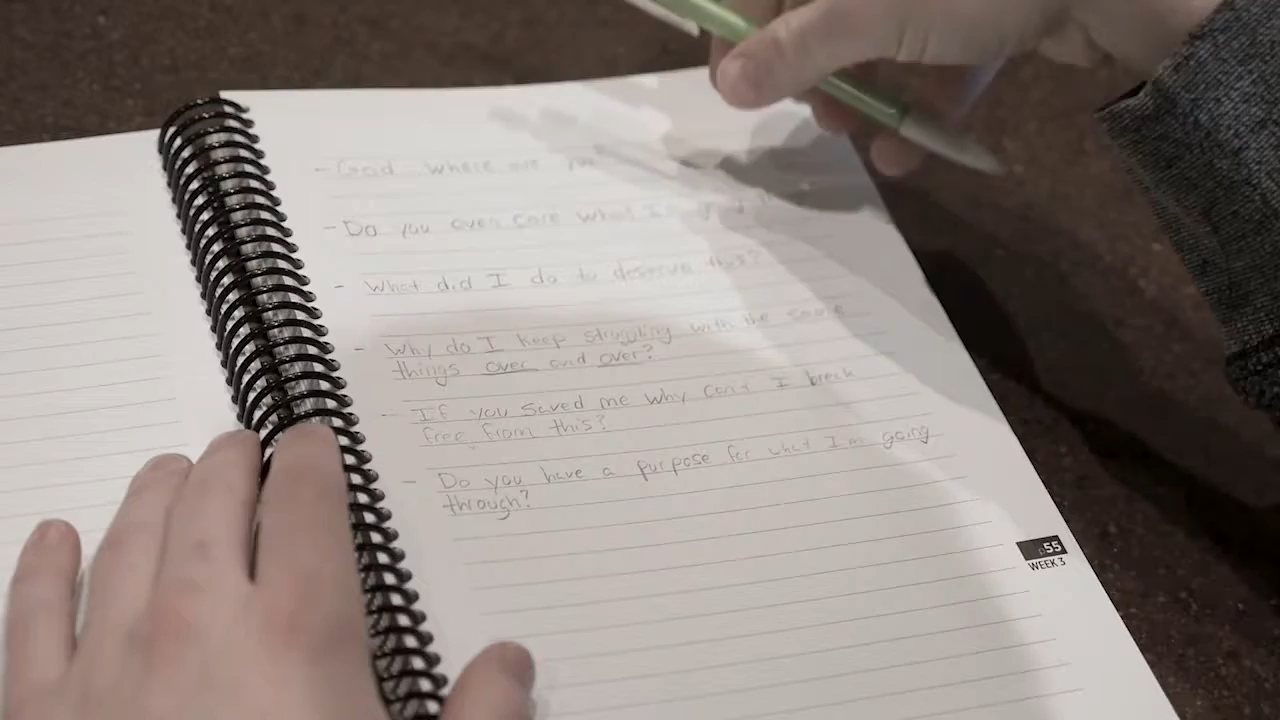 - God where are
- Do you even care what I
- What did I do to deserve this?
- Why do I keep struggling with the same
things over and over?
- If you saved me why can't I break
free from this?
- Do you have a purpose for what I'm going
through?
p55
WEEK 3